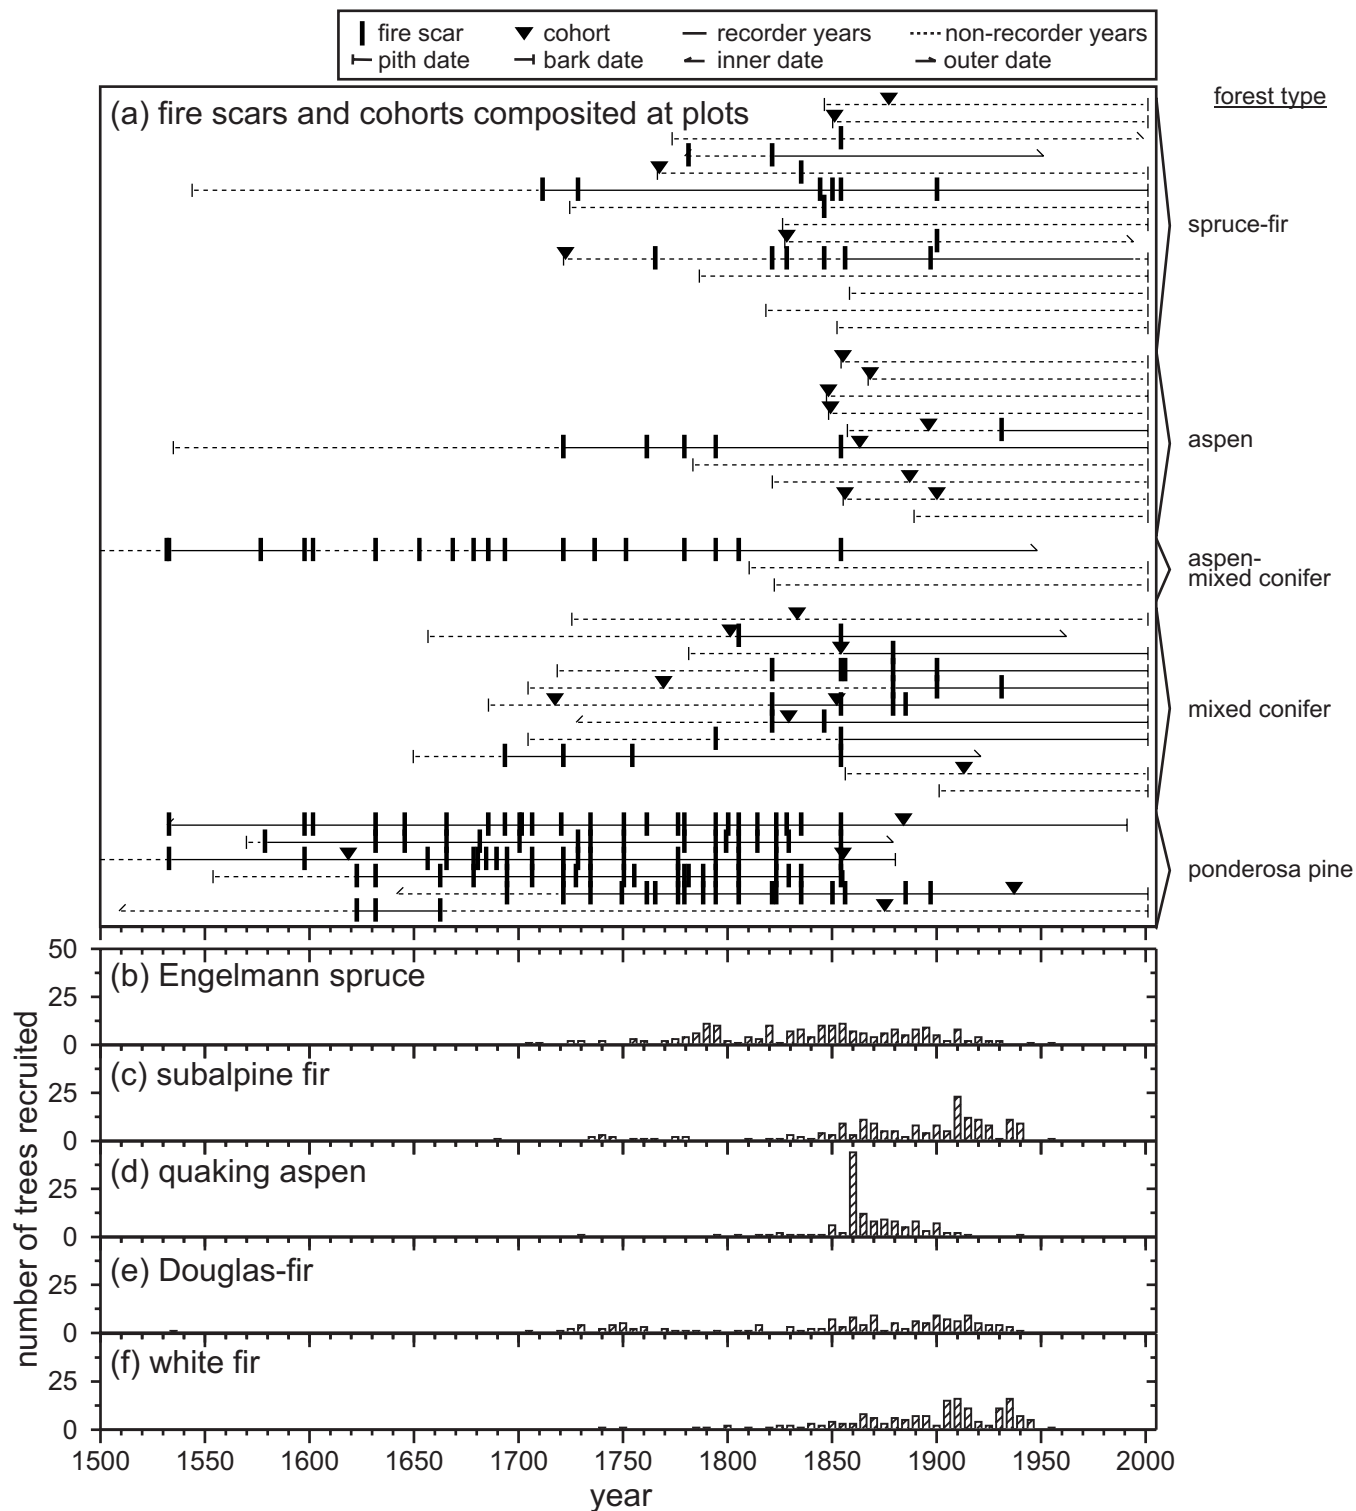 fire scar cohort recorder years non-recorder years
pith date bark date inner date outer date
(a) fire scars and cohorts composited at plots
forest type
spruce-fir
aspen
aspen-
mixed conifer
mixed conifer
ponderosa pine
number of trees recruited
50
(b) Engelmann spruce
25
0
(c) subalpine fir
25
0
(d) quaking aspen
25
0
(e) Douglas-fir
25
0
(f) white fir
25
0
1500 1550 1600 1650 1700 1750 1800 1850 1900 1950 2000
year